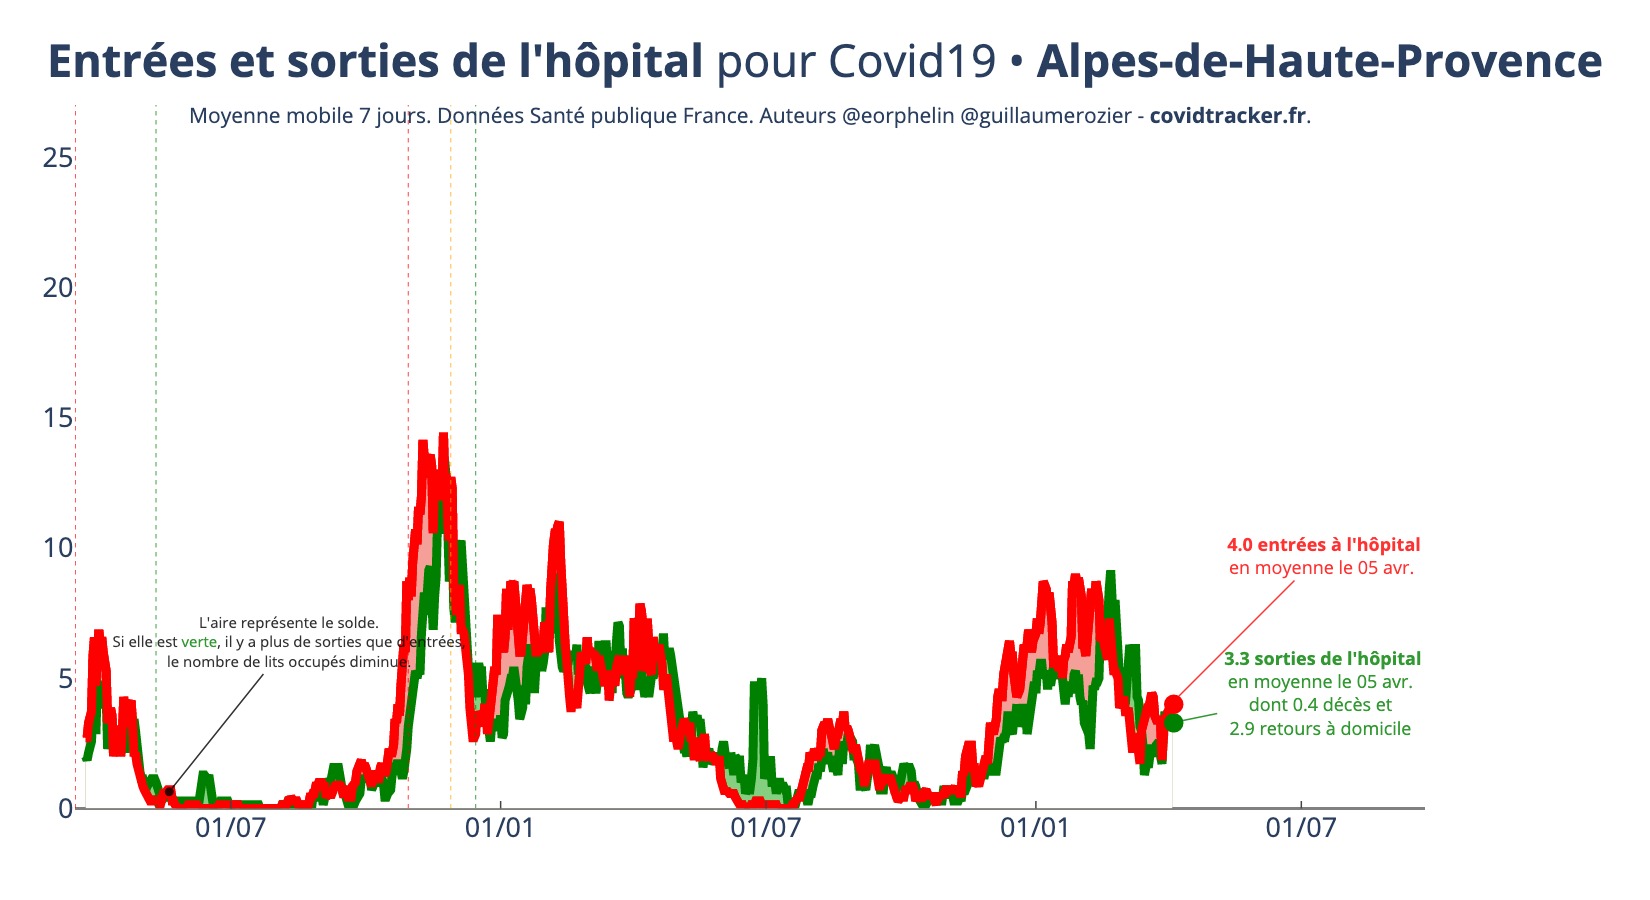 Entrées et sorties de l'hôpital pour Covid19 • Alpes-de-Haute-Provence
Moyenne mobile 7 jours. Données Santé publique France. Auteurs @eorphelin @guillaumerozier - covidtracker.fr.
25
20
15
10
5
0
L'aire représente le solde.
Si elle est verte, il y a plus de sorties que d'entrées,
le nombre de lits occupés diminue.
4.0 entrées à l'hôpital
en moyenne le 05 avr.
3.3 sorties de l'hôpital
en moyenne le 05 avr.
dont 0.4 décès et
2.9 retours à domicile
01/07
01/01
01/07
01/01
01/07